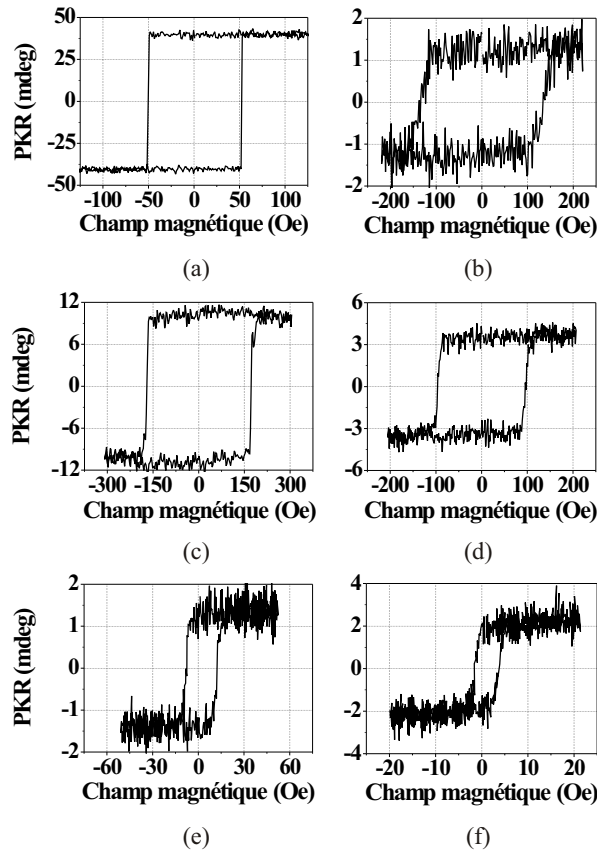 50
25
0
-25
-50
PKR (mdeg)
-100 -50 0 50 100
Champ magnétique (Oe)
(a)
2
1
0
-1
-2
-200 -100 0 100 200
Champ magnétique (Oe)
(b)
12
6
0
-6
-12
PKR (mdeg)
-300 -150 0 150 300
Champ magnétique (Oe)
(c)
6
3
0
-3
-6
-200 -100 0 100 200
Champ magnétique (Oe)
(d)
2
1
0
-1
-2
PKR (mdeg)
-60 -30 0 30 60
Champ magnétique (Oe)
(e)
4
2
0
-2
-4
-20 -10 0 10 20
Champ magnétique (Oe)
(f)